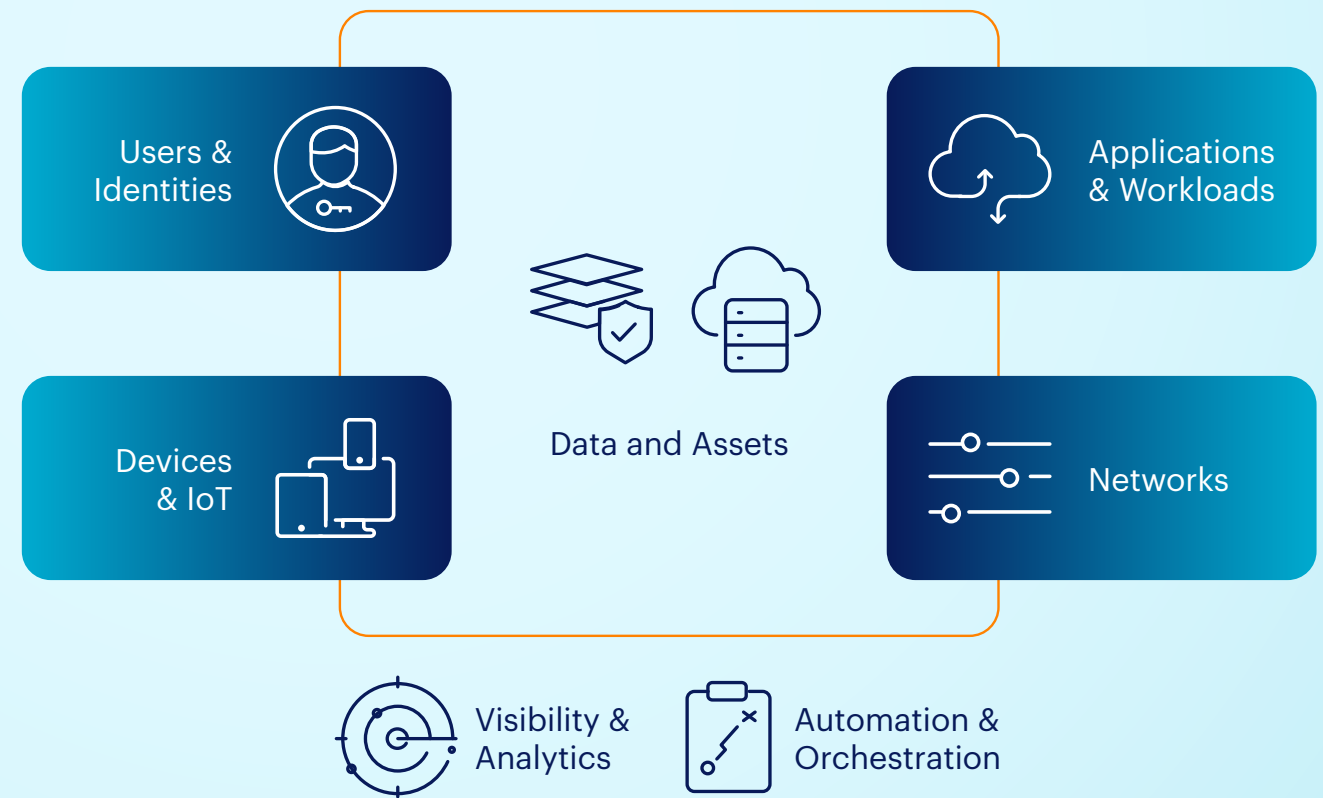 Users &
Identities
Applications
& Workloads
Data and Assets
Devices
& IoT
Networks
Visibility &
Analytics
Automation &
Orchestration